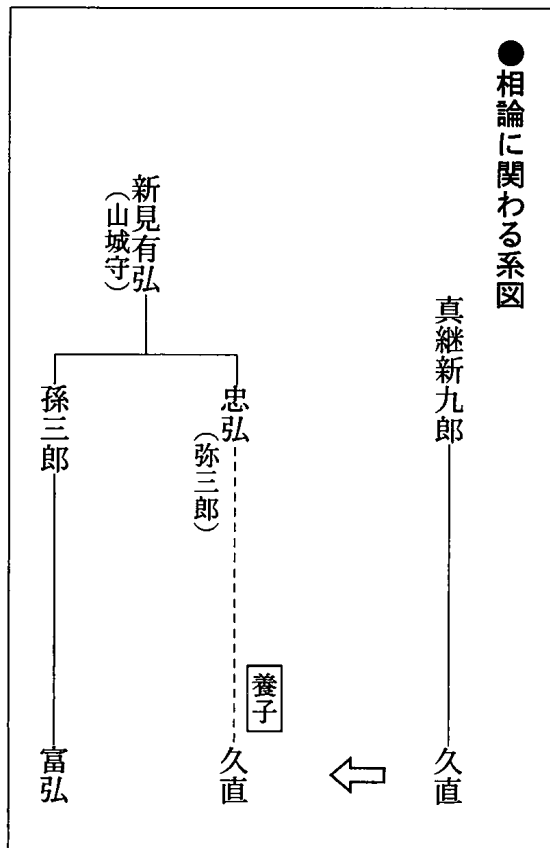 ●相論に関わる系図
真継新九郎
久直
新見有弘
（山城守）
忠弘
（弥三郎）
養子
久直
孫三郎
富弘